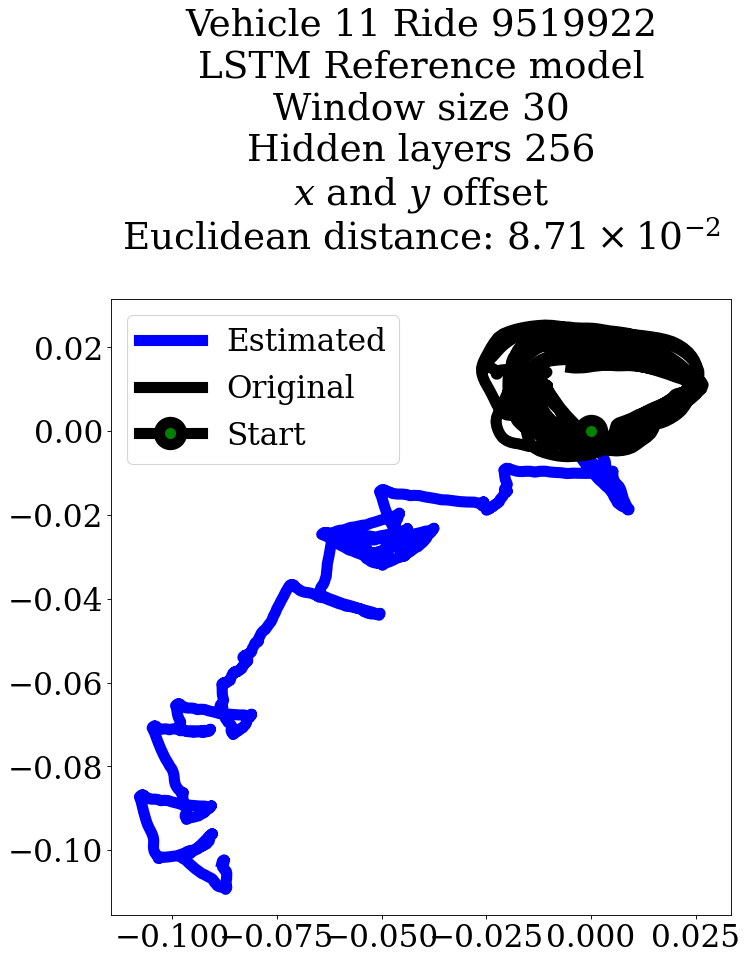 Vehicle 11 Ride 9519922
LSTM Reference model
Window size 30
Hidden layers 256
x and y offset
Euclidean distance: 8.71 × 10⁻²
Estimated
Original
Start
0.02
0.00
−0.02
−0.04
−0.06
−0.08
−0.10
−0.100 −0.075 −0.050 −0.025 0.000 0.025